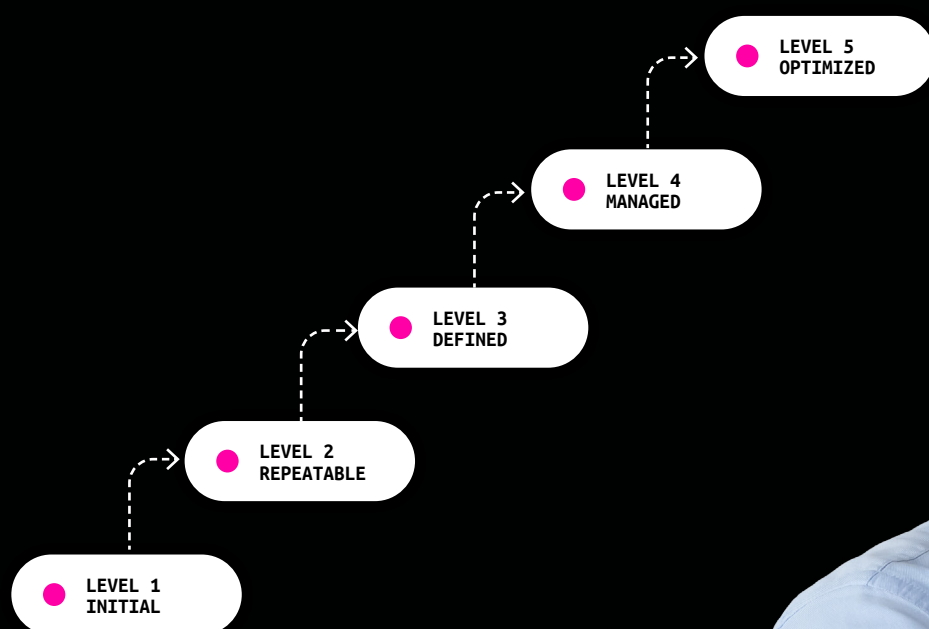 LEVEL 5
OPTIMIZED
LEVEL 4
MANAGED
LEVEL 3
DEFINED
LEVEL 2
REPEATABLE
LEVEL 1
INITIAL